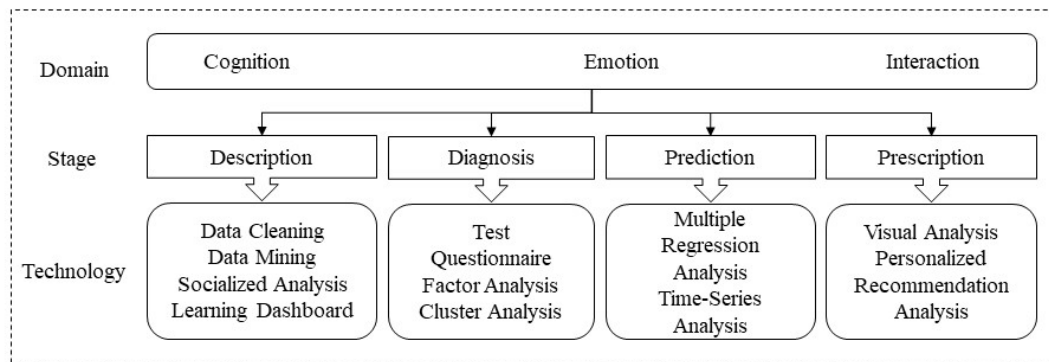 Domain
Cognition
Emotion
Interaction
Stage
Description
Diagnosis
Prediction
Prescription
Technology
Data Cleaning
Data Mining
Socialized Analysis
Learning Dashboard
Test
Questionnaire
Factor Analysis
Cluster Analysis
Multiple
Regression
Analysis
Time-Series
Analysis
Visual Analysis
Personalized
Recommendation
Analysis